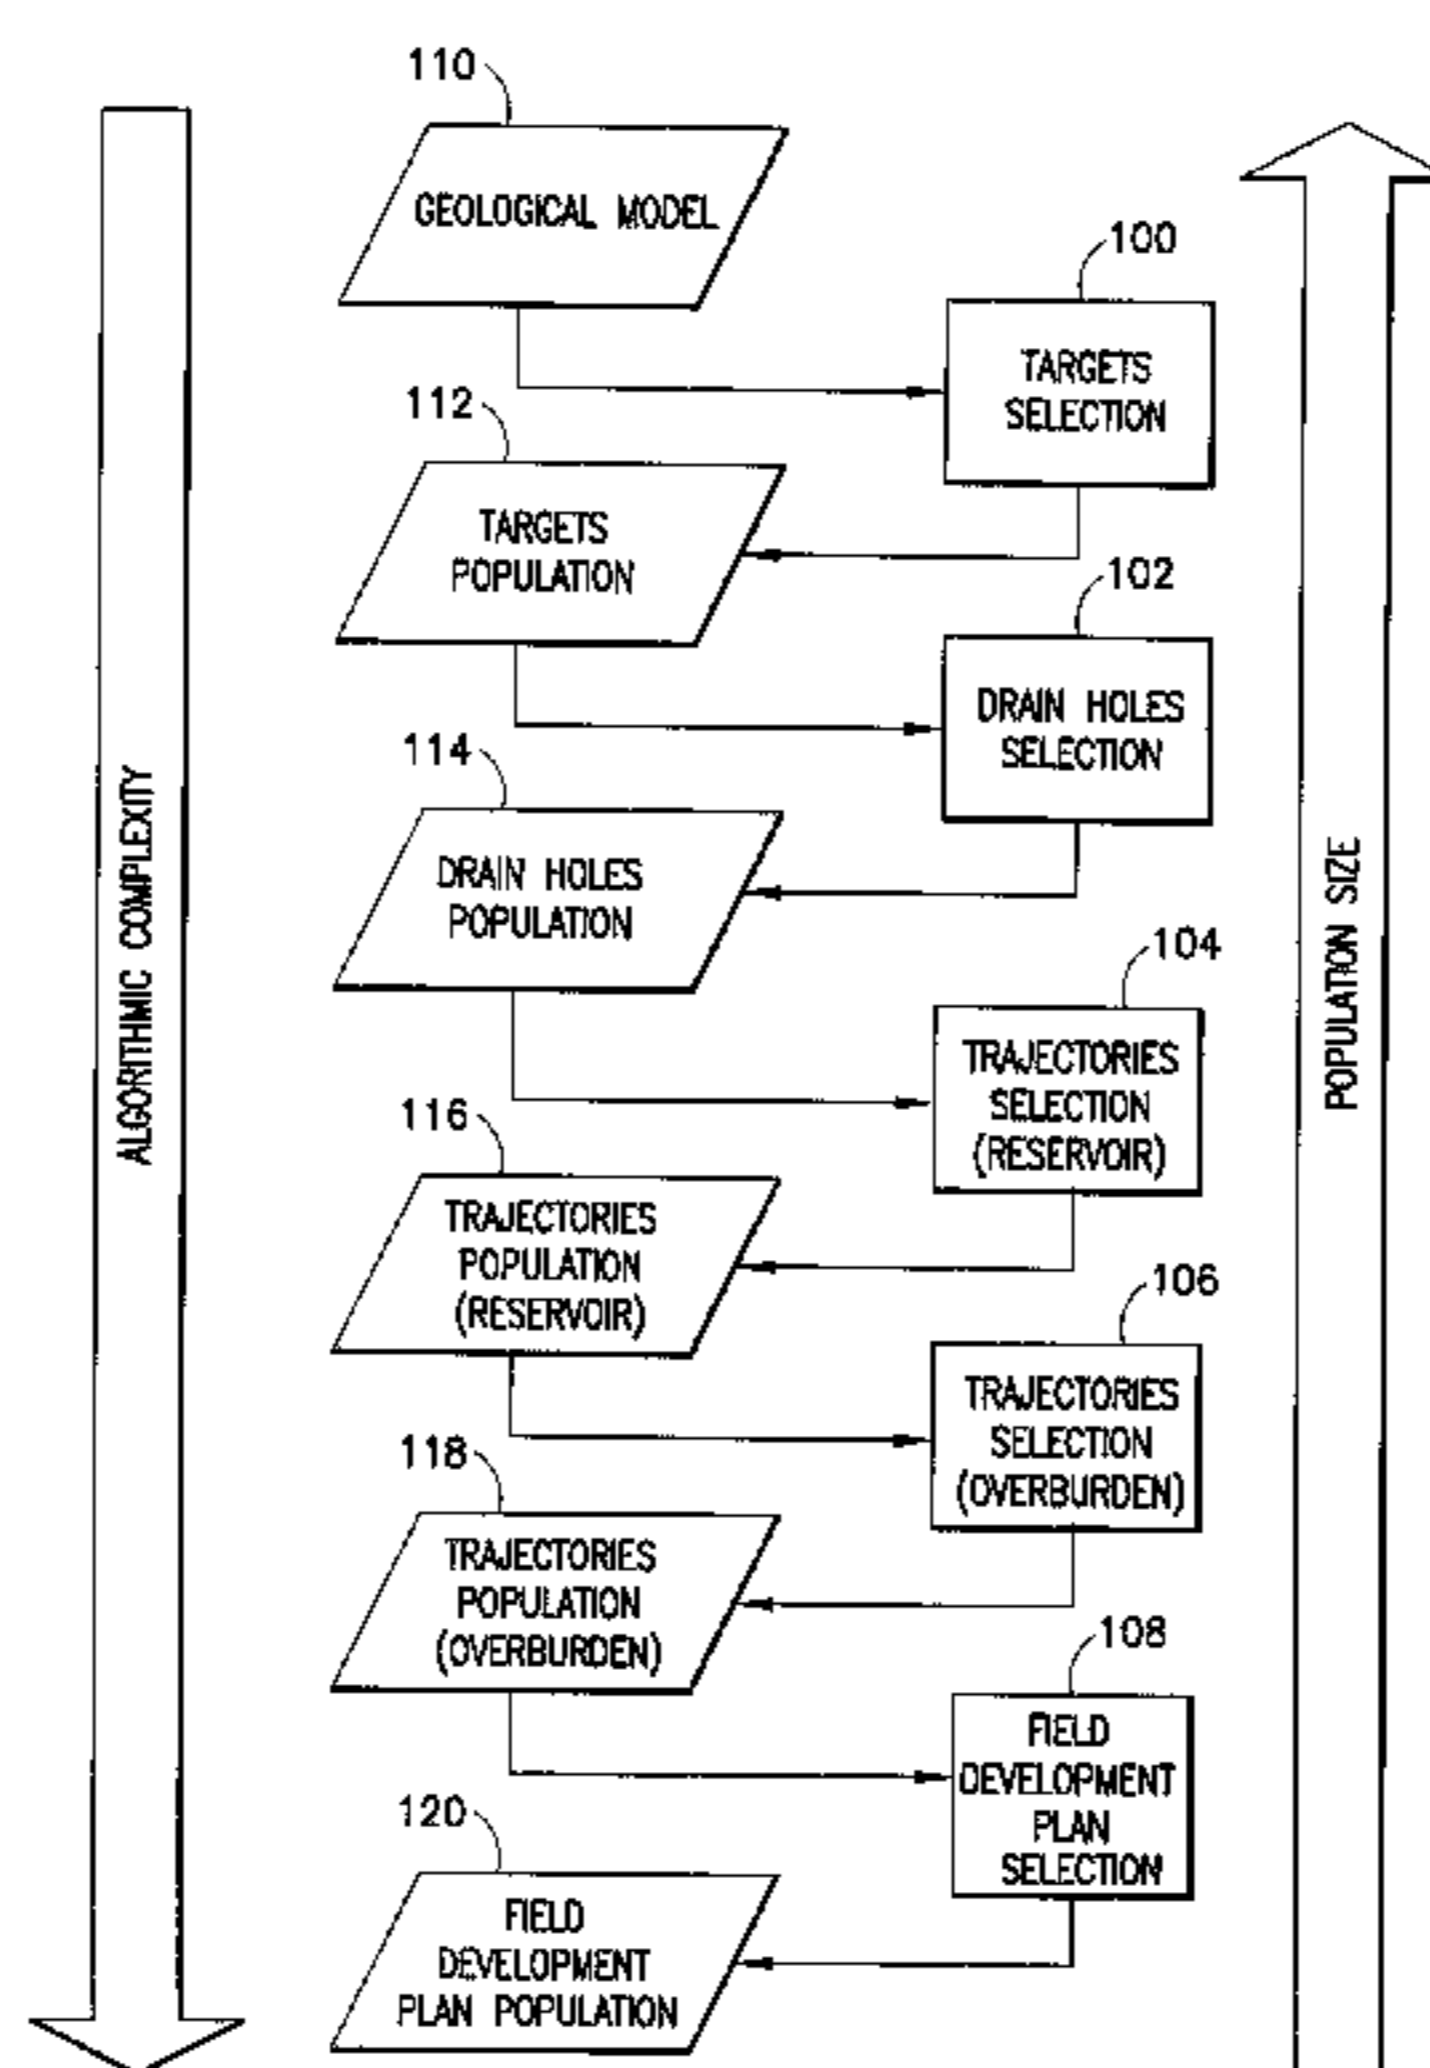 110
GEOLOGICAL MODEL
100
TARGETS
SELECTION
112
TARGETS
POPULATION
102
DRAIN HOLES
SELECTION
114
DRAIN HOLES
POPULATION
104
TRAJECTORIES
SELECTION
(RESERVOIR)
116
TRAJECTORIES
POPULATION
(RESERVOIR)
106
TRAJECTORIES
SELECTION
(OVERBURDEN)
118
TRAJECTORIES
POPULATION
(OVERBURDEN)
108
FIELD
DEVELOPMENT
PLAN
SELECTION
120
FIELD
DEVELOPMENT
PLAN POPULATION
ALGORITHMIC COMPLEXITY
POPULATION SIZE